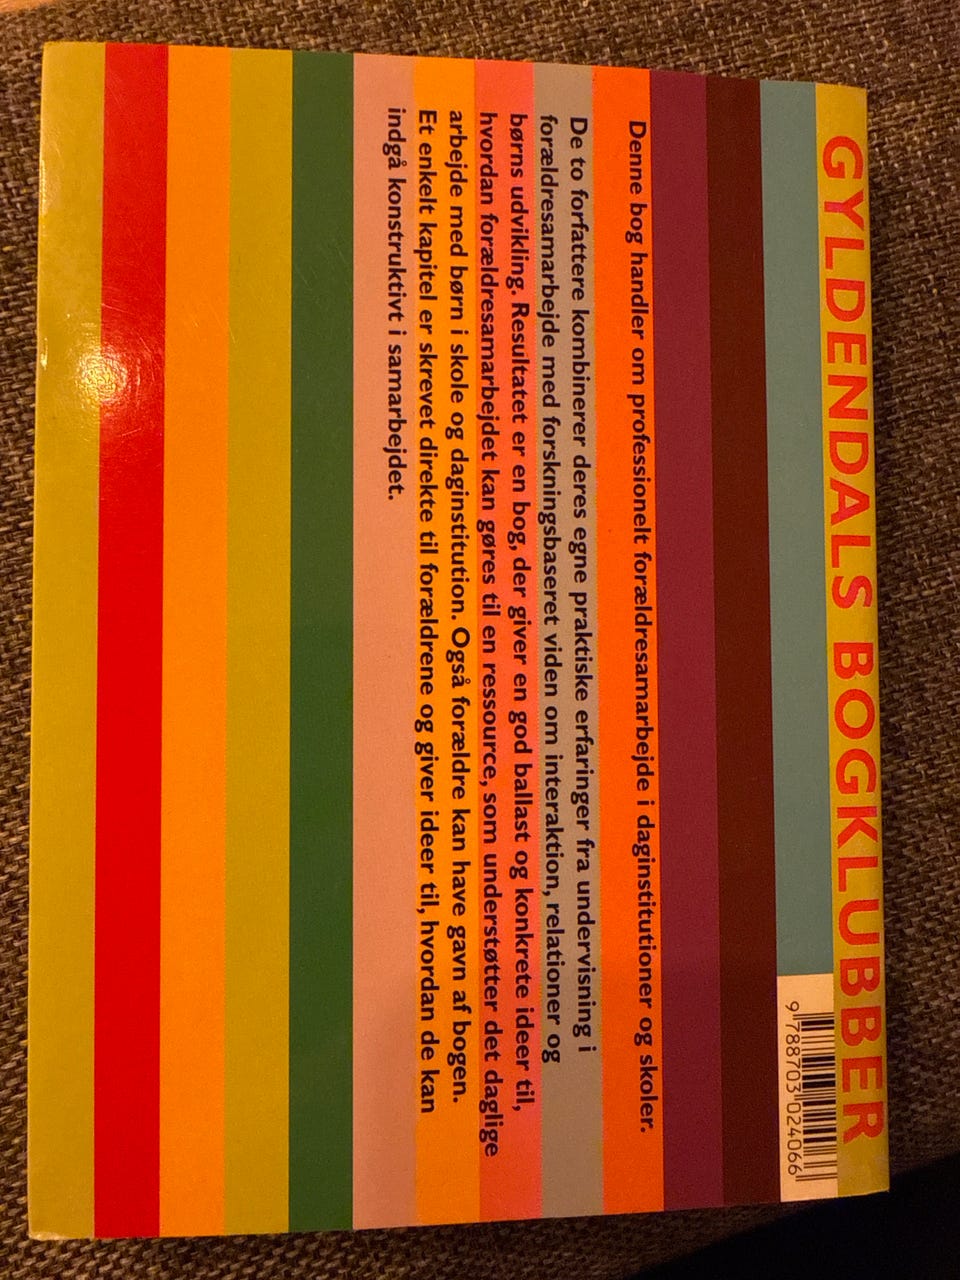 GYLDENDALS BOGKLUBBER
9 788703 024066
Denne bog handler om professionelt forældresamarbejde i daginstitutioner og skoler.
De to forfattere kombinerer deres egne praktiske erfaringer fra undervisning i
forældresamarbejde med forskningsbaseret viden om interaktion, relationer og
børns udvikling. Resultatet er en bog, der giver en god ballast og konkrete ideer til,
hvordan forældresamarbejdet kan gøres til en ressource, som understøtter det daglige
arbejde med børn i skole og daginstitution. Også forældre kan have gavn af bogen.
Et enkelt kapitel er skrevet direkte til forældrene og giver ideer til, hvordan de kan
indgå konstruktivt i samarbejdet.